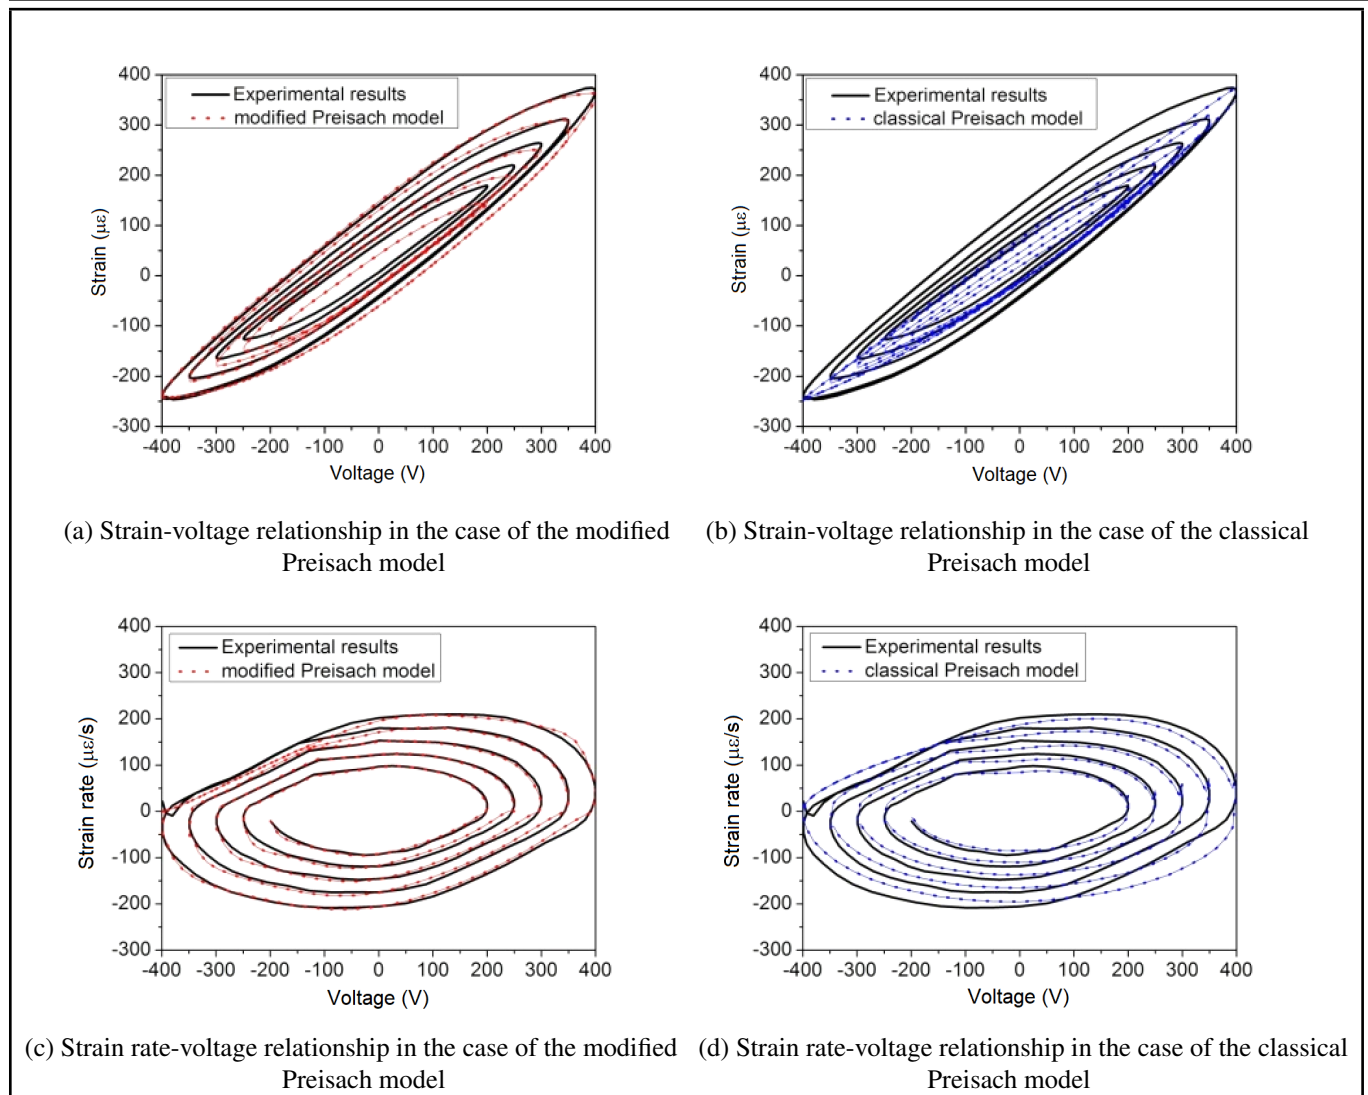 400
300
200
100
0
-100
-200
-300
Strain (με)
Experimental results
modified Preisach model
-400 -300 -200 -100 0 100 200 300 400
Voltage (V)
400
300
200
100
0
-100
-200
-300
Strain (με)
Experimental results
classical Preisach model
-400 -300 -200 -100 0 100 200 300 400
Voltage (V)
(a) Strain-voltage relationship in the case of the modified
Preisach model
(b) Strain-voltage relationship in the case of the classical
Preisach model
400
300
200
100
0
-100
-200
-300
Strain rate (με/s)
Experimental results
modified Preisach model
-400 -300 -200 -100 0 100 200 300 400
Voltage (V)
400
300
200
100
0
-100
-200
-300
Strain rate (με/s)
Experimental results
classical Preisach model
-400 -300 -200 -100 0 100 200 300 400
Voltage (V)
(c) Strain rate-voltage relationship in the case of the modified
Preisach model
(d) Strain rate-voltage relationship in the case of the classical
Preisach model